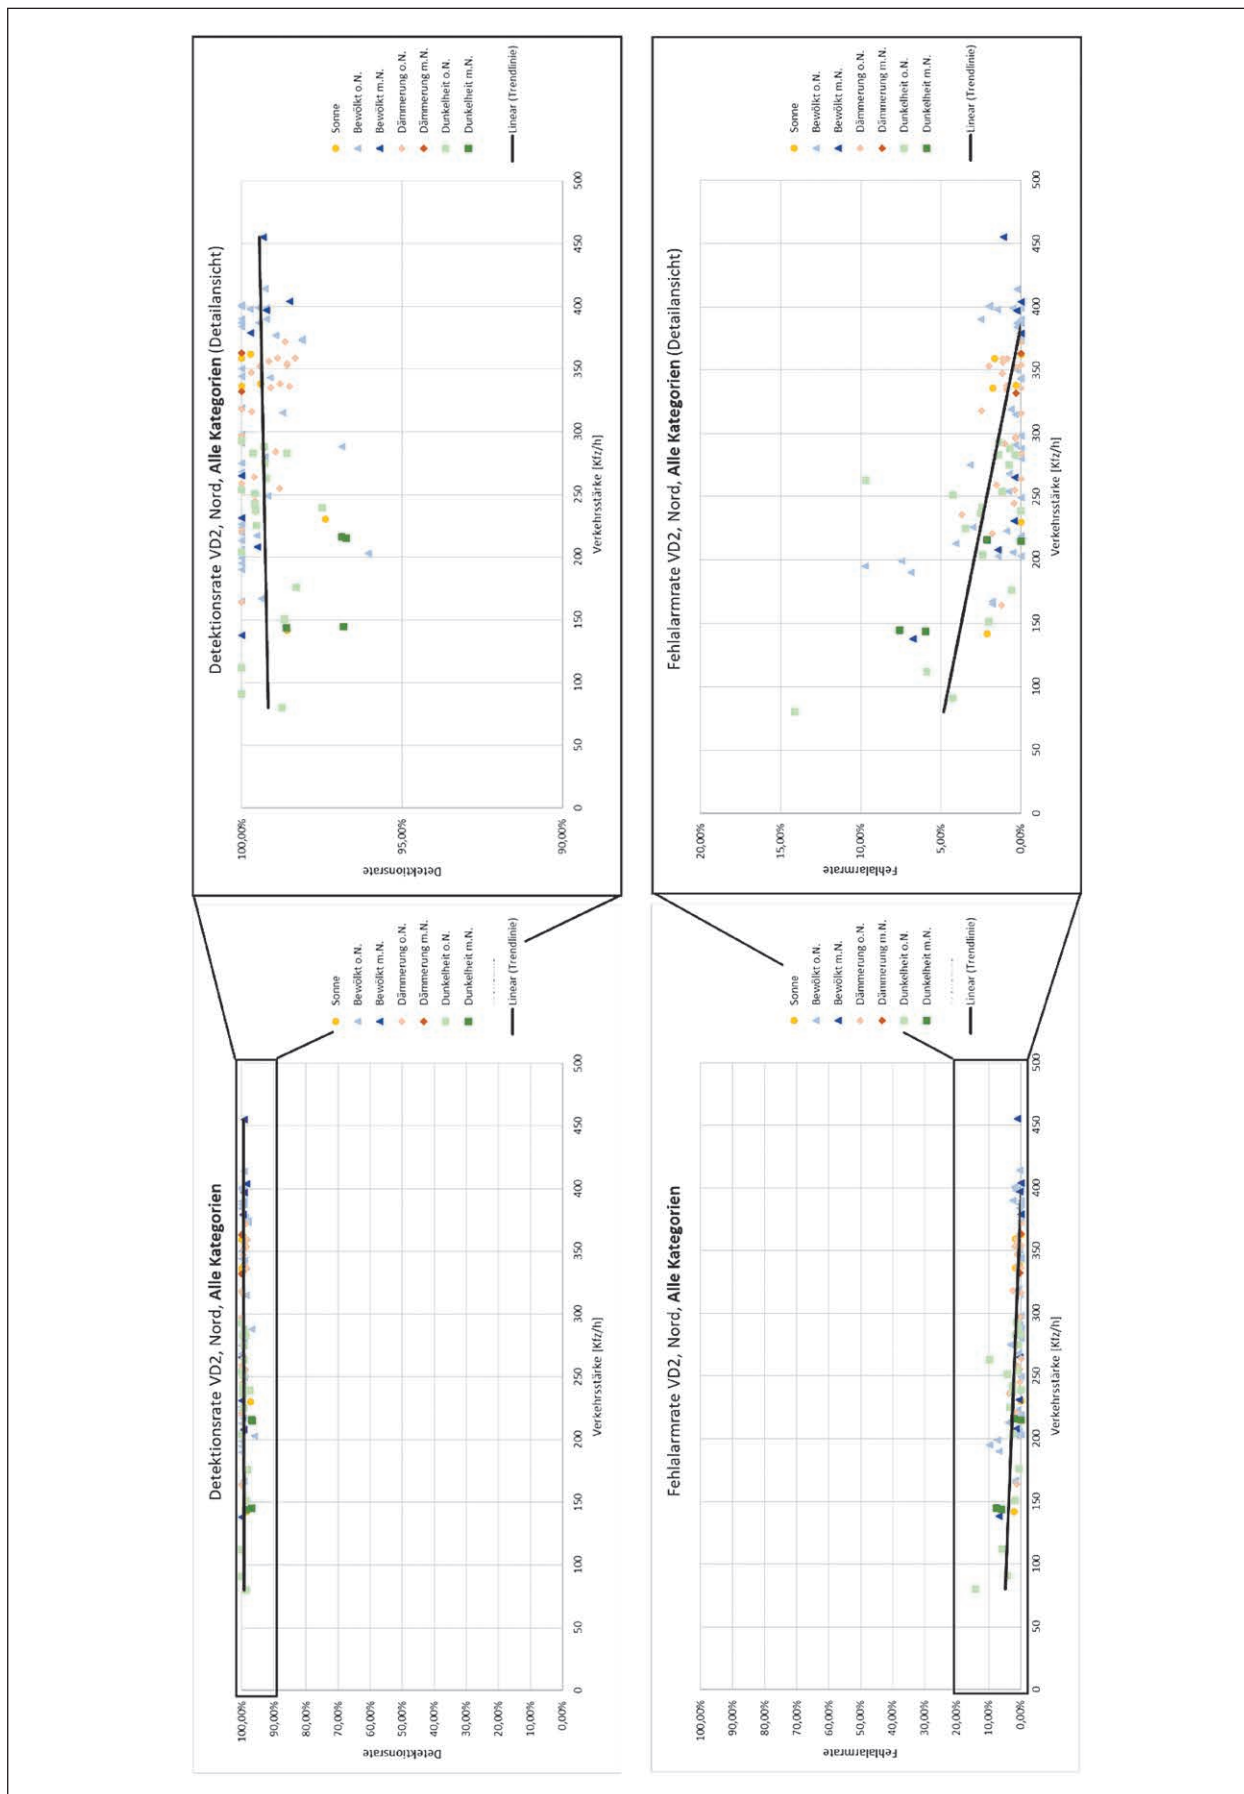 Detektionsrate VD2, Nord, Alle Kategorien
100,00%
90,00%
80,00%
70,00%
60,00%
50,00%
40,00%
30,00%
20,00%
10,00%
0,00%
Detektionsrate
0 50 100 150 200 250 300 350 400 450 500
Verkehrsstärke [Kfz/h]
Sonne
Bewölkt o.N.
Bewölkt m.N.
Dämmerung o.N.
Dämmerung m.N.
Dunkelheit o.N.
Dunkelheit m.N.
Linear (Trendlinie)
Detektionsrate VD2, Nord, Alle Kategorien (Detailansicht)
100,00%
95,00%
90,00%
Detektionsrate
0 50 100 150 200 250 300 350 400 450 500
Verkehrsstärke [Kfz/h]
Sonne
Bewölkt o.N.
Bewölkt m.N.
Dämmerung o.N.
Dämmerung m.N.
Dunkelheit o.N.
Dunkelheit m.N.
Linear (Trendlinie)
Fehlalarmrate VD2, Nord, Alle Kategorien
100,00%
90,00%
80,00%
70,00%
60,00%
50,00%
40,00%
30,00%
20,00%
10,00%
0,00%
Fehlalarmrate
0 50 100 150 200 250 300 350 400 450 500
Verkehrsstärke [Kfz/h]
Sonne
Bewölkt o.N.
Bewölkt m.N.
Dämmerung o.N.
Dämmerung m.N.
Dunkelheit o.N.
Dunkelheit m.N.
Linear (Trendlinie)
Fehlalarmrate VD2, Nord, Alle Kategorien (Detailansicht)
20,00%
15,00%
10,00%
5,00%
0,00%
Fehlalarmrate
0 50 100 150 200 250 300 350 400 450 500
Verkehrsstärke [Kfz/h]
Sonne
Bewölkt o.N.
Bewölkt m.N.
Dämmerung o.N.
Dämmerung m.N.
Dunkelheit o.N.
Dunkelheit m.N.
Linear (Trendlinie)